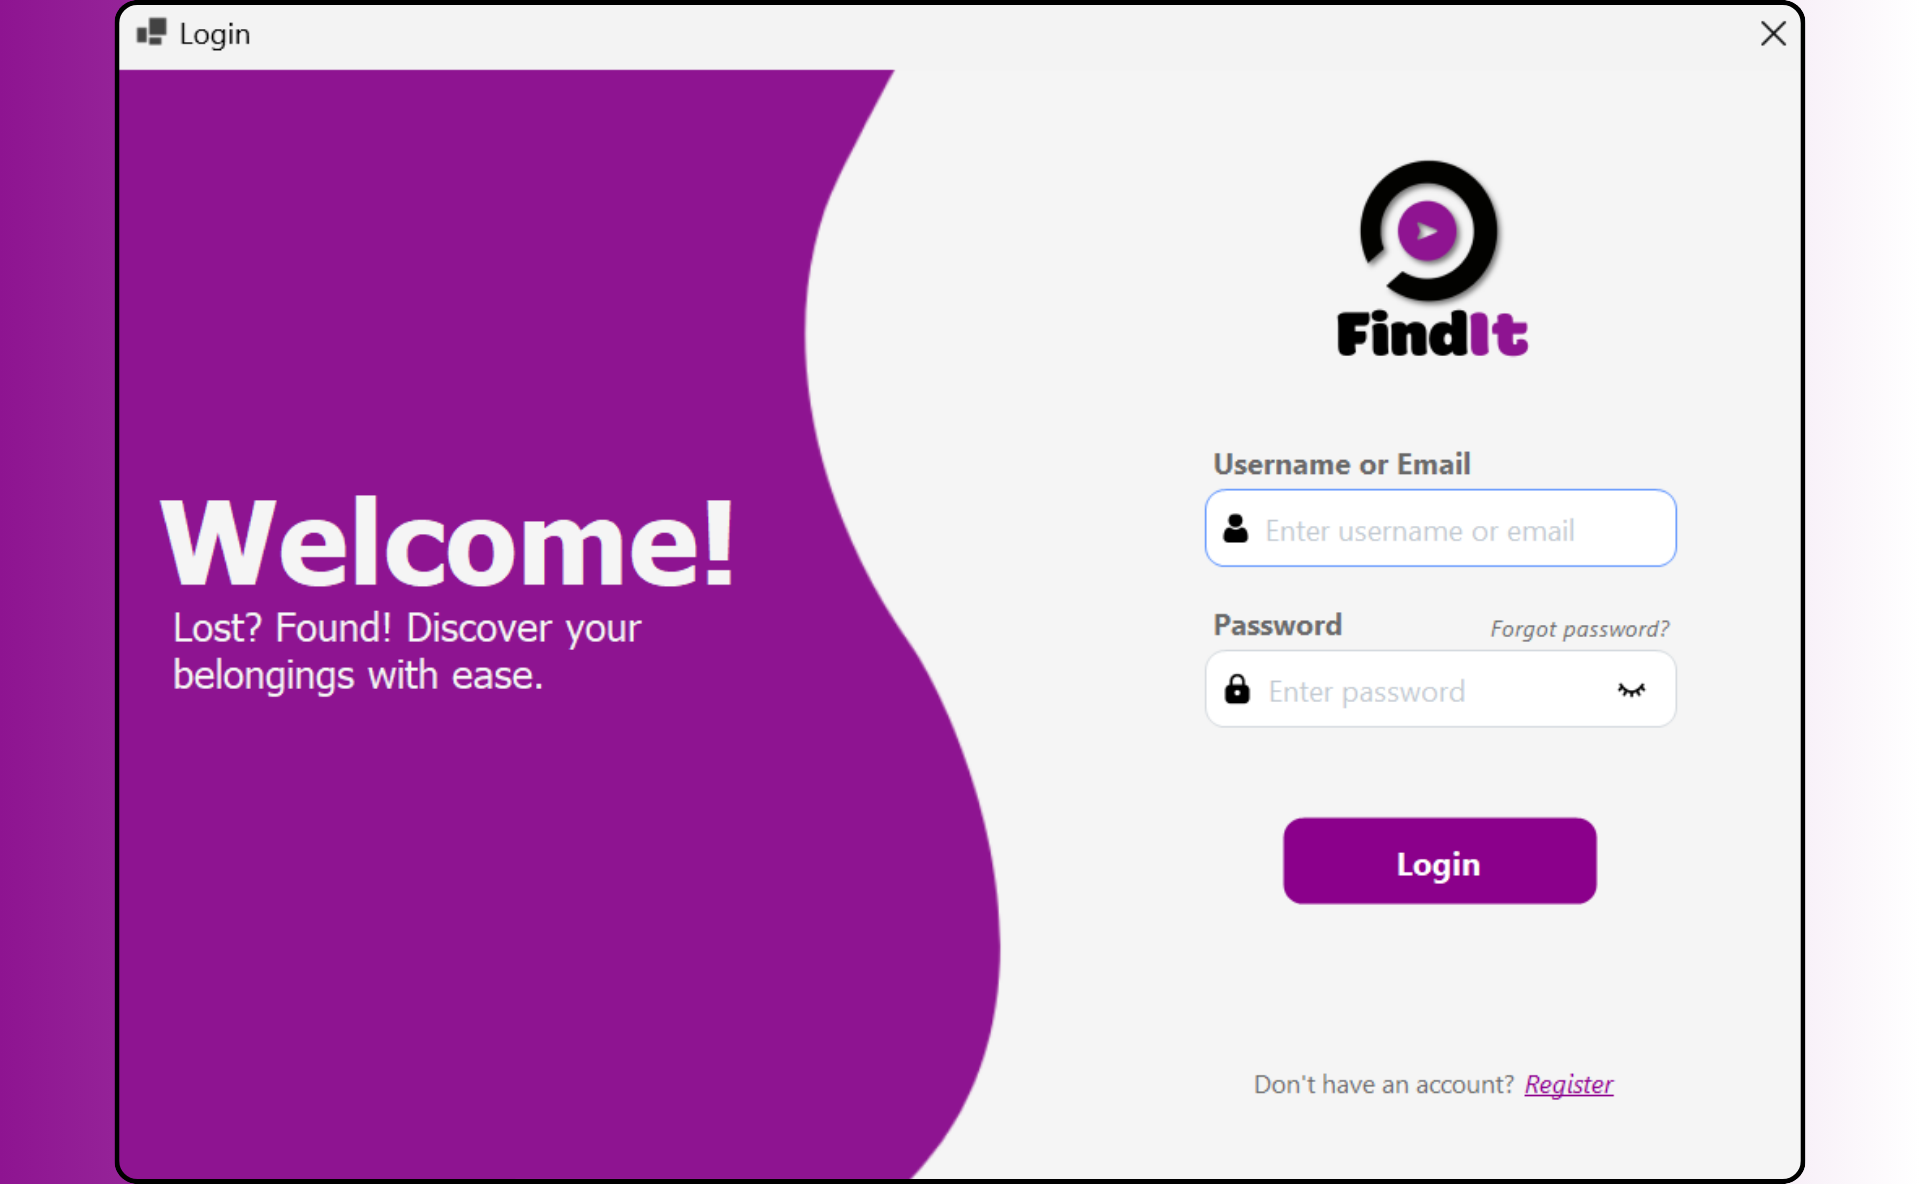 Login
Welcome!
Lost? Found! Discover your
belongings with ease.
FindIt
Username or Email
Enter username or email
Password
Forgot password?
Enter password
Login
Don't have an account? Register